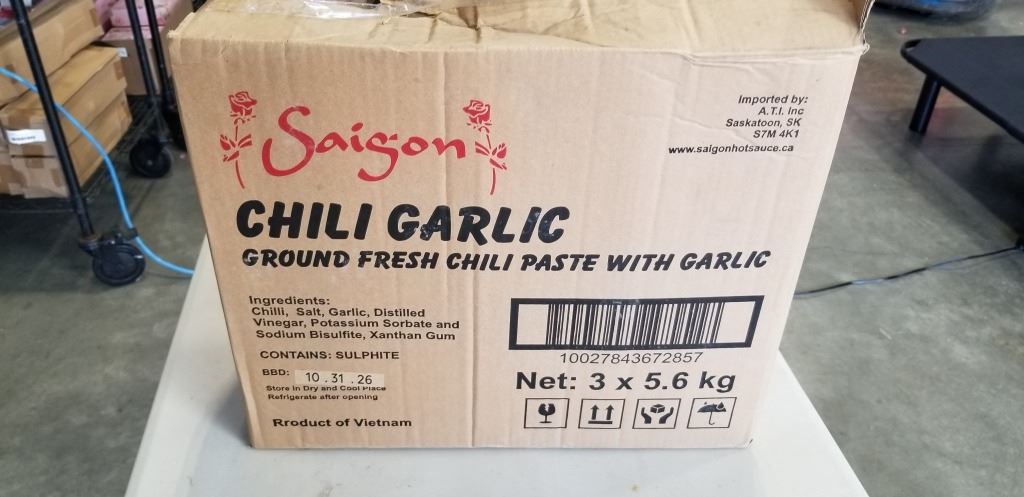 Saigon
Imported by:
A.T.I. Inc
Saskatoon, SK
S7M 4K1
www.saigonhotsauce.ca
CHILI GARLIC
GROUND FRESH CHILI PASTE WITH GARLIC
Ingredients:
Chilli, Salt, Garlic, Distilled
Vinegar, Potassium Sorbate and
Sodium Bisulfite, Xanthan Gum
CONTAINS: SULPHITE
BBD: 10.31.26
Store in Dry and Cool Place
Refrigerate after opening
Rroduct of Vietnam
10027843672857
Net: 3 x 5.6 kg